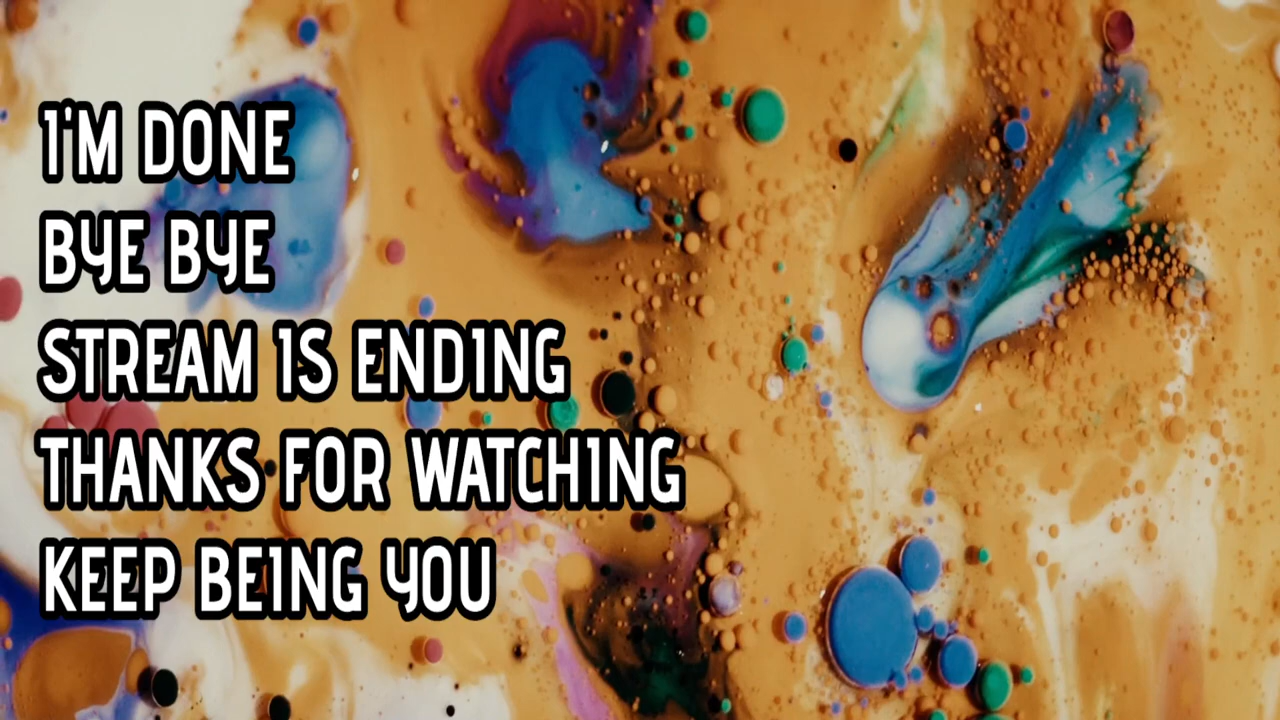 I'M DONE
BYE BYE
STREAM IS ENDING
THANKS FOR WATCHING
KEEP BEING YOU